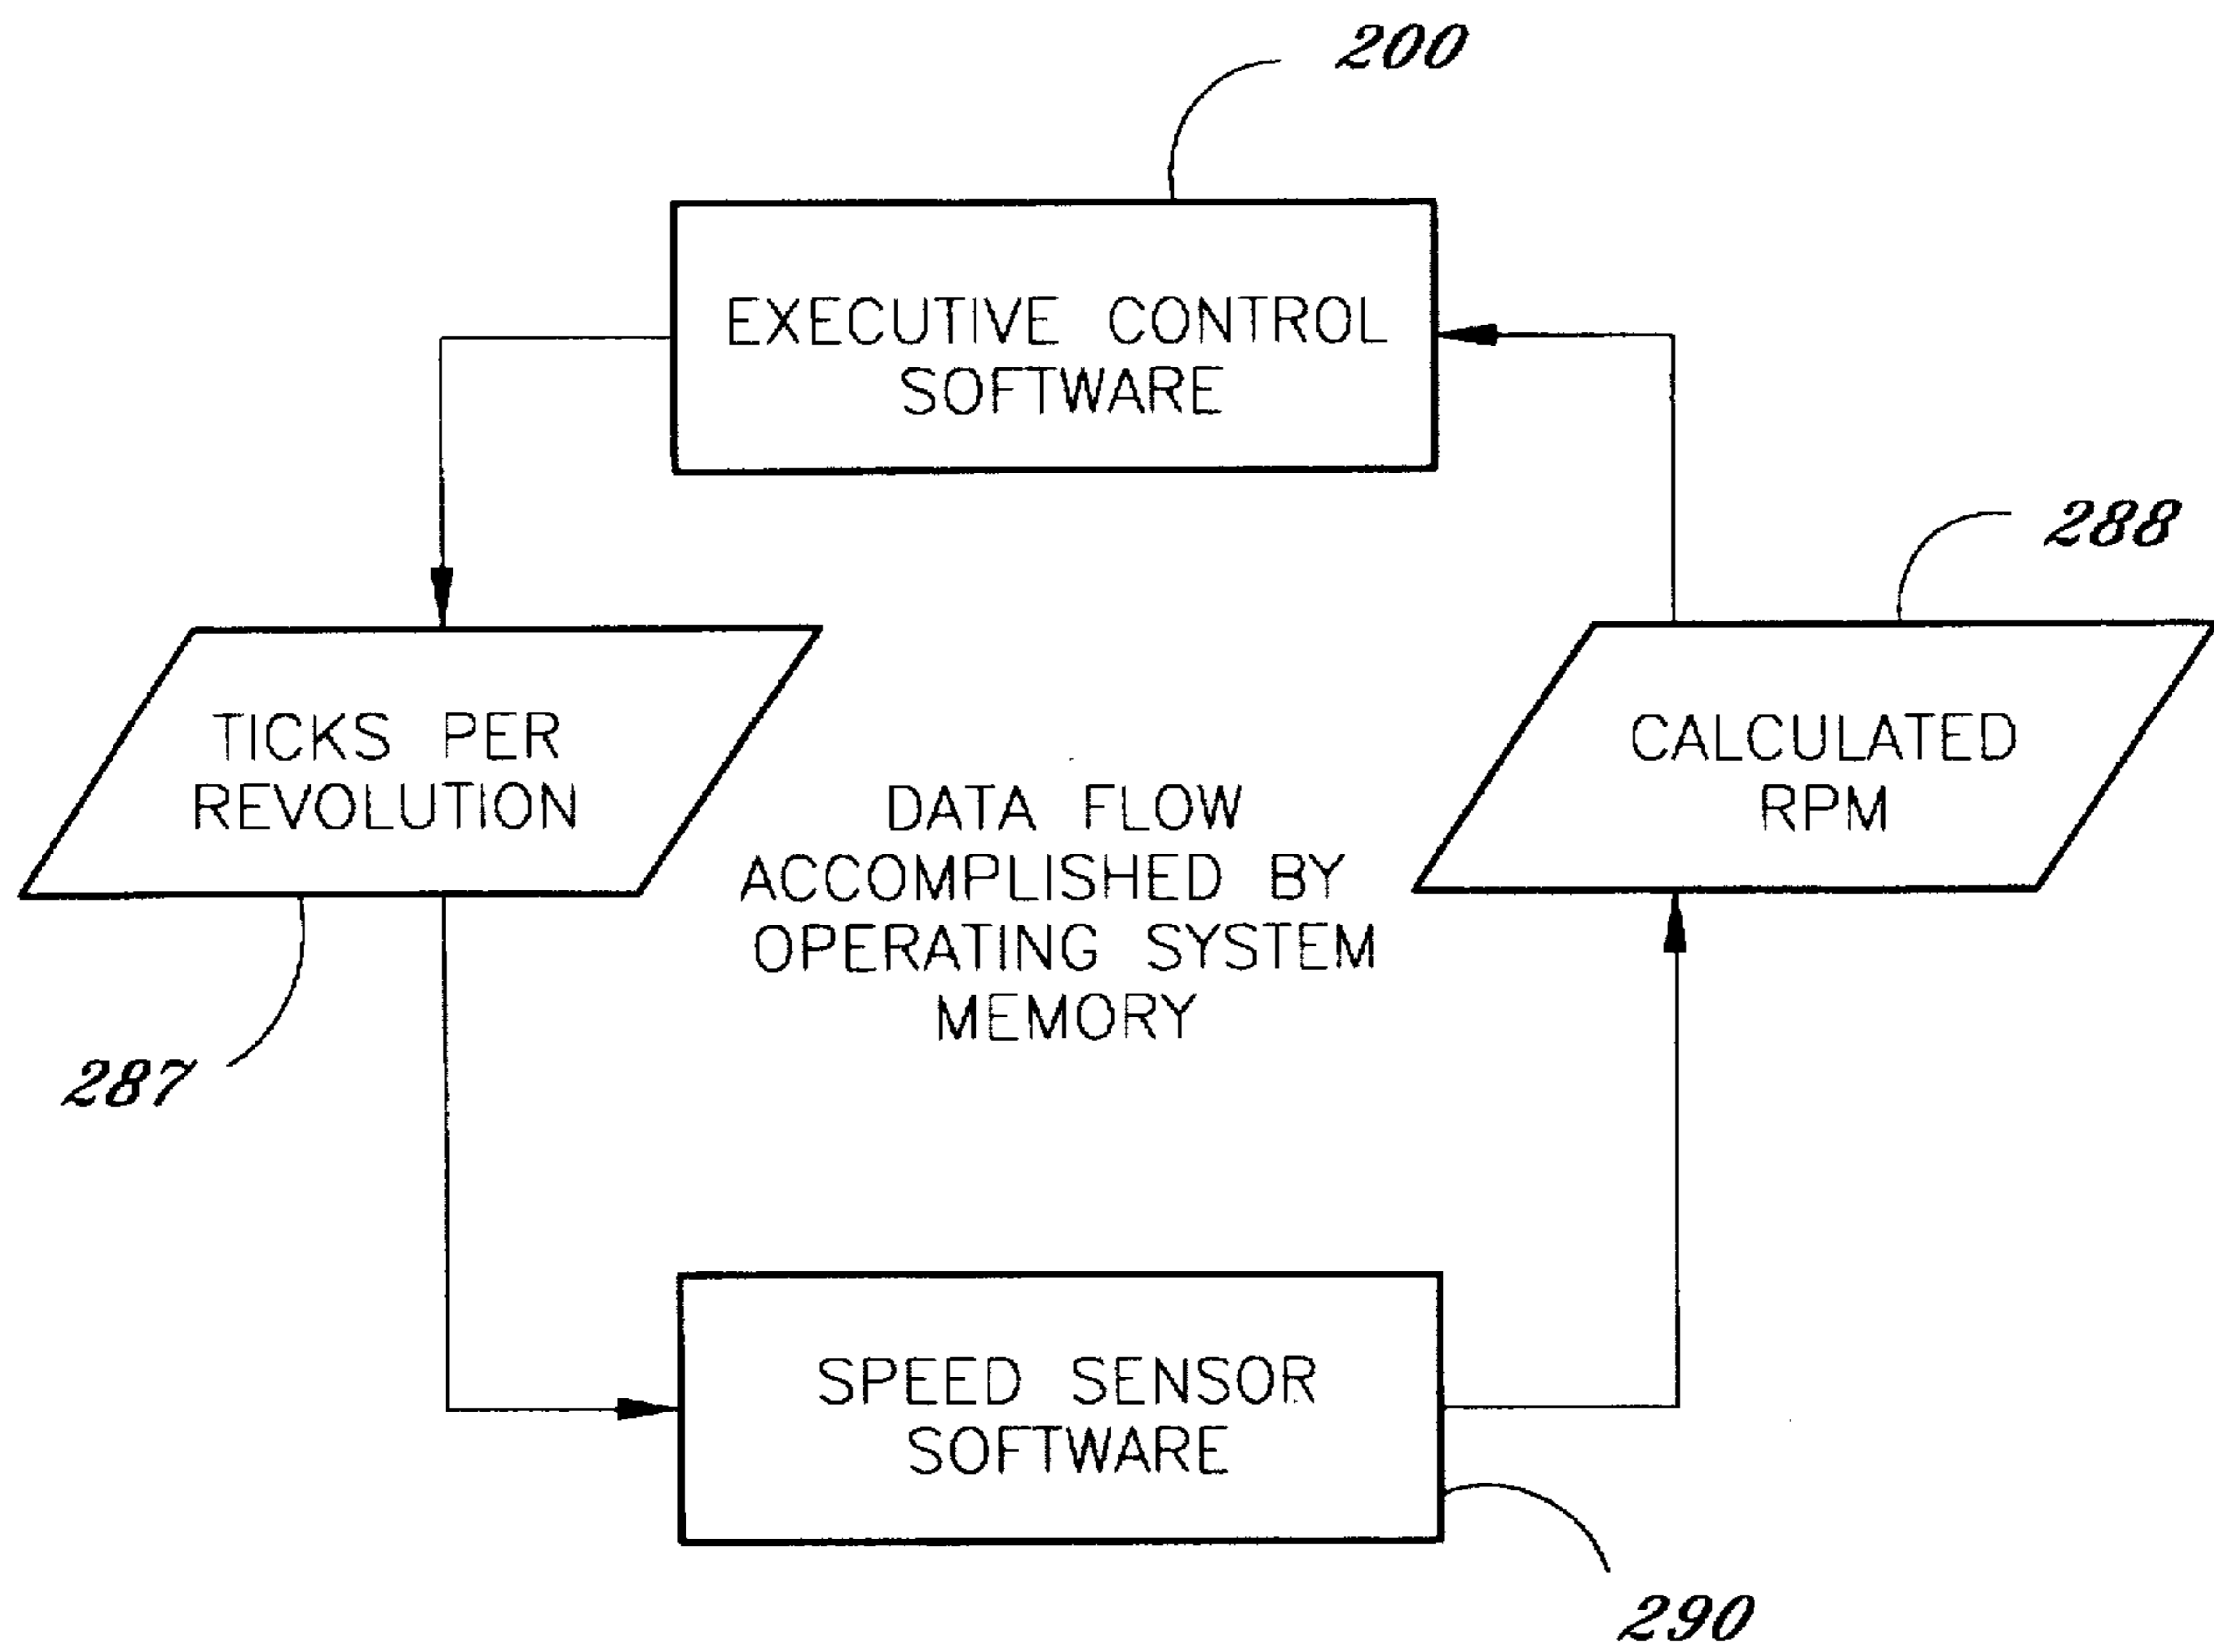 200
EXECUTIVE CONTROL
SOFTWARE
288
TICKS PER
REVOLUTION
CALCULATED
RPM
DATA FLOW
ACCOMPLISHED BY
OPERATING SYSTEM
MEMORY
287
SPEED SENSOR
SOFTWARE
290